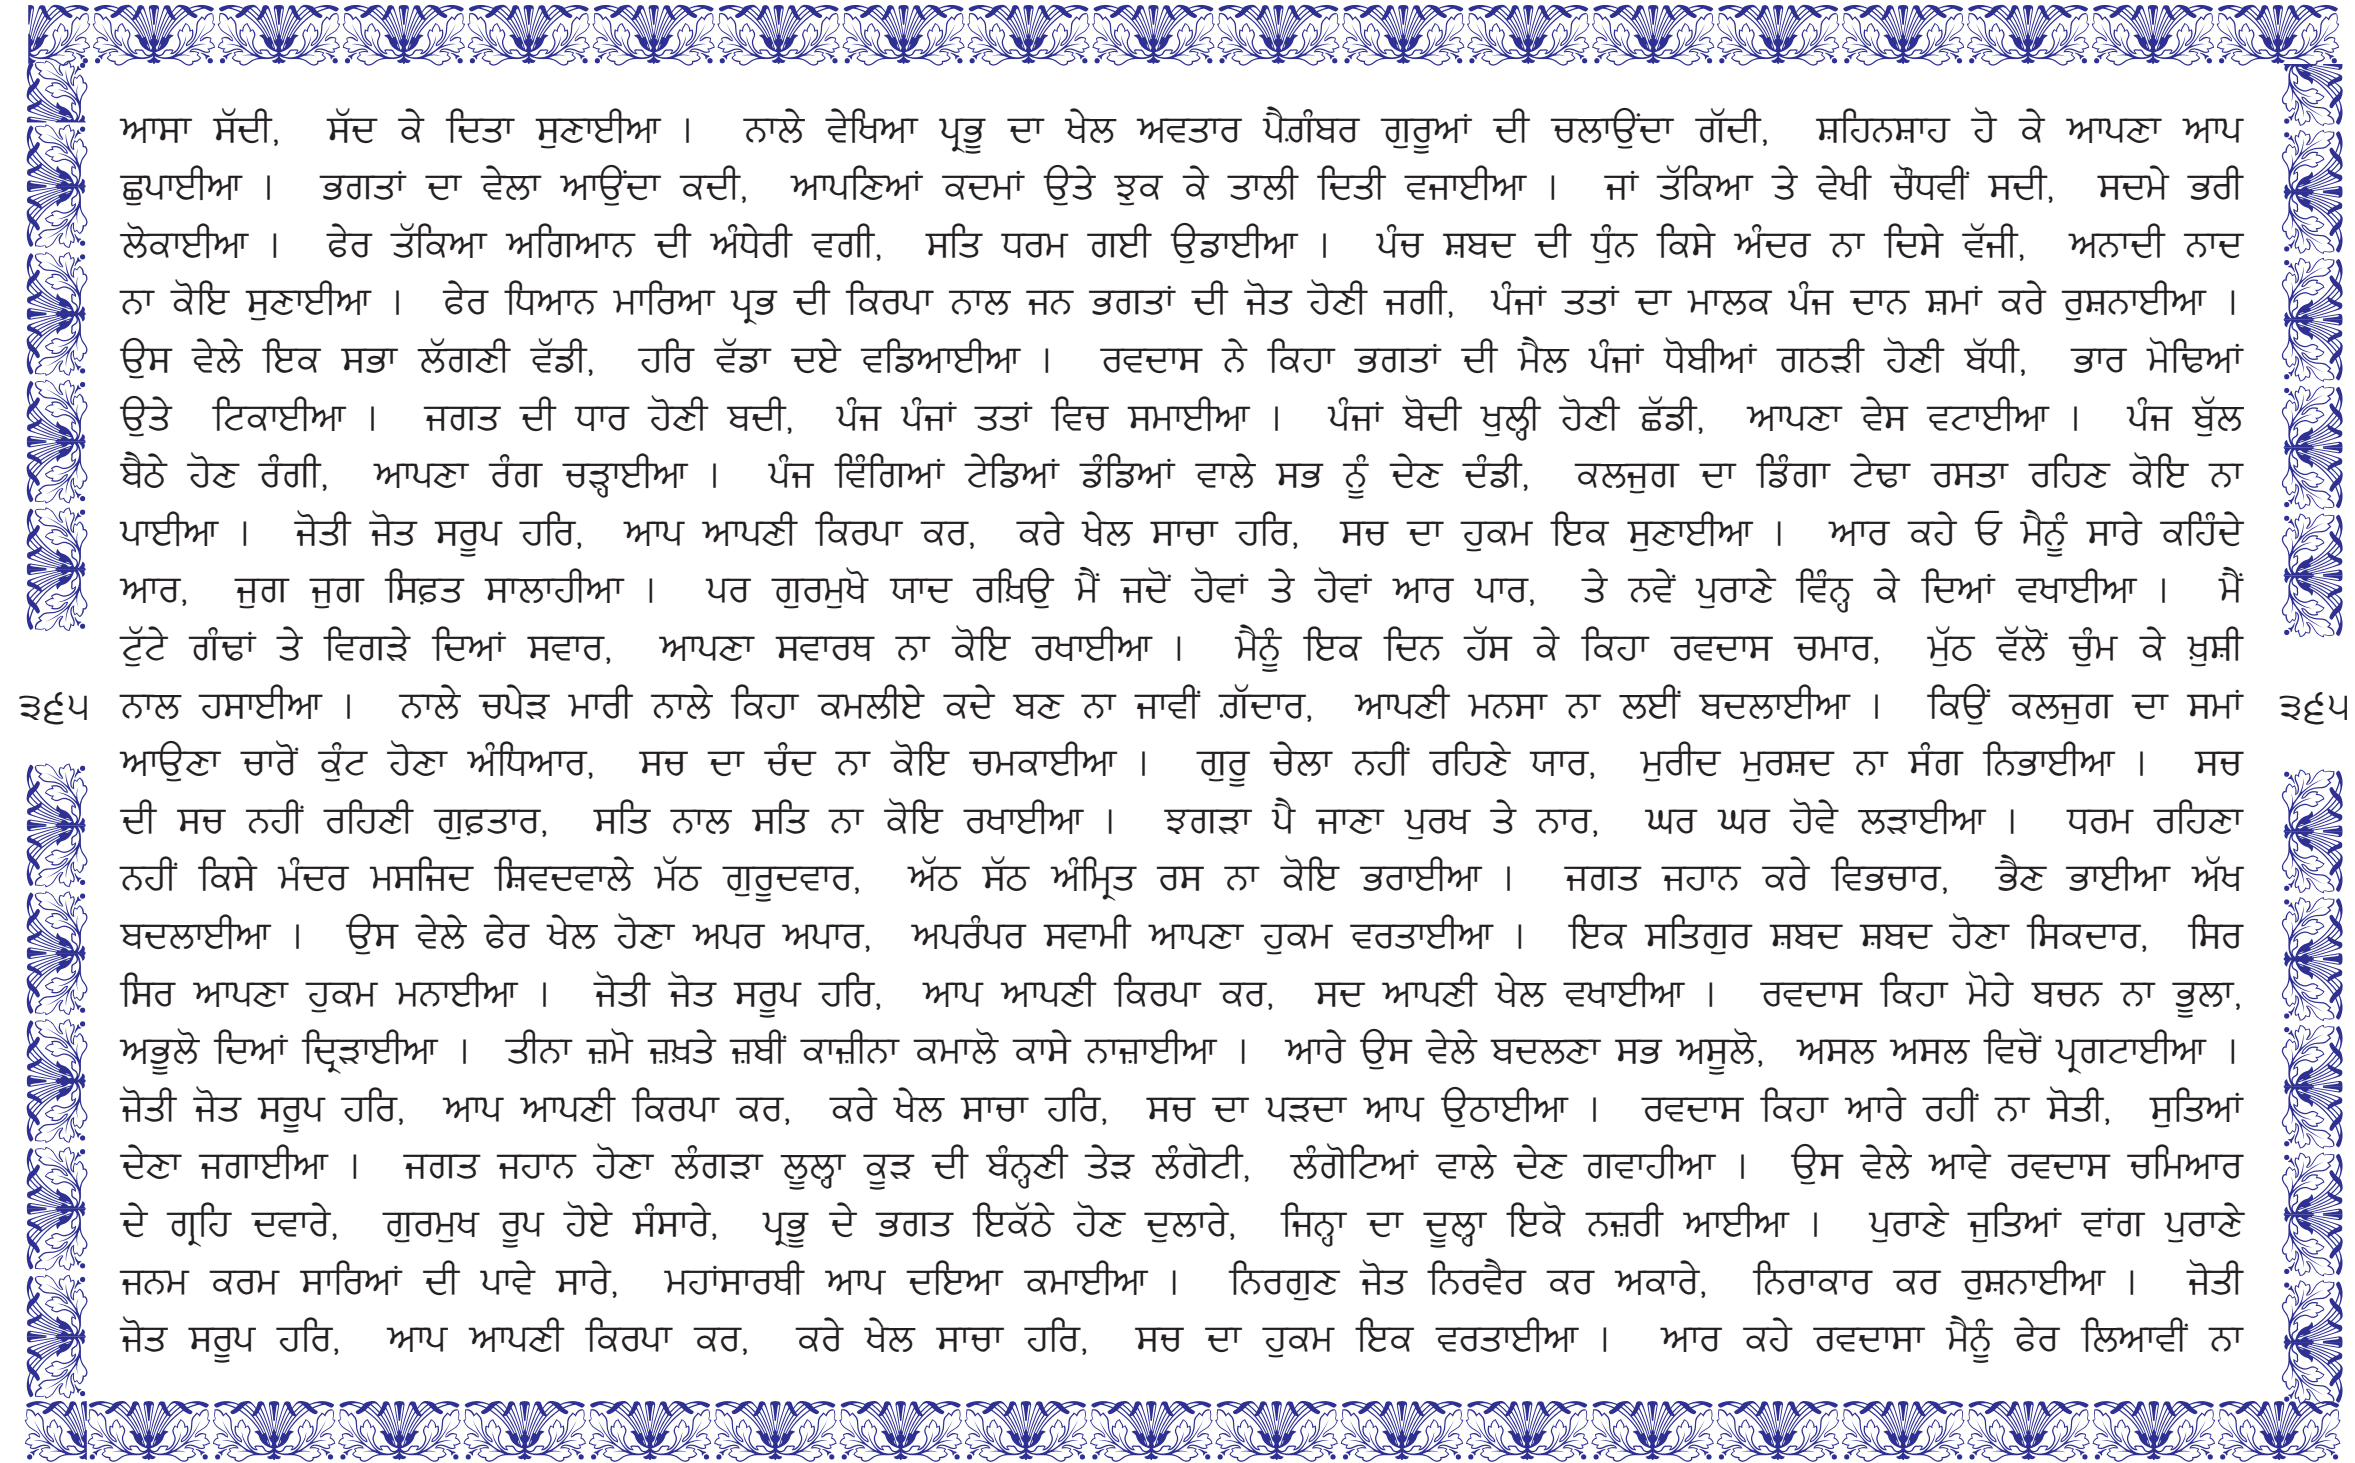 ਆਸਾ ਸੱਦੀ, ਸੱਦ ਕੇ ਦਿਤਾ ਸੁਣਾਈਆ । ਨਾਲੇ ਵੇਖਿਆ ਪ੍ਰਭੂ ਦਾ ਖੇਲ ਅਵਤਾਰ ਪੈਗ਼ੰਬਰ ਗੁਰੂਆਂ ਦੀ ਚਲਾਉਂਦਾ ਗੱਦੀ, ਸ਼ਹਿਨਸ਼ਾਹ ਹੋ ਕੇ ਆਪਣਾ ਆਪ
ਛੁਪਾਈਆ । ਭਗਤਾਂ ਦਾ ਵੇਲਾ ਆਉਂਦਾ ਕਦੀ, ਆਪਣਿਆਂ ਕਦਮਾਂ ਉਤੇ ਝੁਕ ਕੇ ਤਾਲੀ ਦਿਤੀ ਵਜਾਈਆ । ਜਾਂ ਤੱਕਿਆ ਤੇ ਵੇਖੀ ਚੌਧਵੀਂ ਸਦੀ, ਸਦਮੇ ਭਰੀ
ਲੋਕਾਈਆ । ਫੇਰ ਤੱਕਿਆ ਅਗਿਆਨ ਦੀ ਅੰਧੇਰੀ ਵਗੀ, ਸਤਿ ਧਰਮ ਗਈ ਉਡਾਈਆ । ਪੰਚ ਸ਼ਬਦ ਦੀ ਧੁੰਨ ਕਿਸੇ ਅੰਦਰ ਨਾ ਦਿਸੇ ਵੱਜੀ, ਅਨਾਦੀ ਨਾਦ
ਨਾ ਕੋਇ ਸੁਣਾਈਆ । ਫੇਰ ਧਿਆਨ ਮਾਰਿਆ ਪ੍ਰਭ ਦੀ ਕਿਰਪਾ ਨਾਲ ਜਨ ਭਗਤਾਂ ਦੀ ਜੋਤ ਹੋਣੀ ਜਗੀ, ਪੰਜਾਂ ਤਤਾਂ ਦਾ ਮਾਲਕ ਪੰਜ ਦਾਨ ਸ਼ਮਾਂ ਕਰੇ ਰੁਸ਼ਨਾਈਆ ।
ਉਸ ਵੇਲੇ ਇਕ ਸਭਾ ਲੱਗਣੀ ਵੱਡੀ, ਹਰਿ ਵੱਡਾ ਦਏ ਵਡਿਆਈਆ । ਰਵਦਾਸ ਨੇ ਕਿਹਾ ਭਗਤਾਂ ਦੀ ਮੈਲ ਪੰਜਾਂ ਧੋਬੀਆਂ ਗਠੜੀ ਹੋਣੀ ਬੱਧੀ, ਭਾਰ ਮੋਢਿਆਂ
ਉਤੇ ਟਿਕਾਈਆ । ਜਗਤ ਦੀ ਧਾਰ ਹੋਣੀ ਬਦੀ, ਪੰਜ ਪੰਜਾਂ ਤਤਾਂ ਵਿਚ ਸਮਾਈਆ । ਪੰਜਾਂ ਬੋਦੀ ਖੁਲ੍ਹੀ ਹੋਣੀ ਛੱਡੀ, ਆਪਣਾ ਵੇਸ ਵਟਾਈਆ । ਪੰਜ ਬੁੱਲ
ਬੈਠੇ ਹੋਣ ਰੰਗੀ, ਆਪਣਾ ਰੰਗ ਚੜ੍ਹਾਈਆ । ਪੰਜ ਵਿੰਗਿਆਂ ਟੇਡਿਆਂ ਡੰਡਿਆਂ ਵਾਲੇ ਸਭ ਨੂੰ ਦੇਣ ਦੰਡੀ, ਕਲਜੁਗ ਦਾ ਡਿੰਗਾ ਟੇਢਾ ਰਸਤਾ ਰਹਿਣ ਕੋਇ ਨਾ
ਪਾਈਆ । ਜੋਤੀ ਜੋਤ ਸਰੂਪ ਹਰਿ, ਆਪ ਆਪਣੀ ਕਿਰਪਾ ਕਰ, ਕਰੇ ਖੇਲ ਸਾਚਾ ਹਰਿ, ਸਚ ਦਾ ਹੁਕਮ ਇਕ ਸੁਣਾਈਆ । ਆਰ ਕਹੇ ਓ ਮੈਨੂੰ ਸਾਰੇ ਕਹਿੰਦੇ
ਆਰ, ਜੁਗ ਜੁਗ ਸਿਫ਼ਤ ਸਾਲਾਹੀਆ । ਪਰ ਗੁਰਮੁਖੋ ਯਾਦ ਰਖ਼ਿਉ ਮੈਂ ਜਦੋਂ ਹੋਵਾਂ ਤੇ ਹੋਵਾਂ ਆਰ ਪਾਰ, ਤੇ ਨਵੇਂ ਪੁਰਾਣੇ ਵਿੰਨ੍ਹ ਕੇ ਦਿਆਂ ਵਖਾਈਆ । ਮੈਂ
ਟੁੱਟੇ ਗੰਢਾਂ ਤੇ ਵਿਗੜੇ ਦਿਆਂ ਸਵਾਰ, ਆਪਣਾ ਸਵਾਰਥ ਨਾ ਕੋਇ ਰਖਾਈਆ । ਮੈਨੂੰ ਇਕ ਦਿਨ ਹੱਸ ਕੇ ਕਿਹਾ ਰਵਦਾਸ ਚਮਾਰ, ਮੁੱਠ ਵੱਲੋਂ ਚੁੰਮ ਕੇ ਖ਼ੁਸ਼ੀ
੩੬੫ ਨਾਲ ਹਸਾਈਆ । ਨਾਲੇ ਚਪੇੜ ਮਾਰੀ ਨਾਲੇ ਕਿਹਾ ਕਮਲੀਏ ਕਦੇ ਬਣ ਨਾ ਜਾਵੀਂ ਗ਼ੱਦਾਰ, ਆਪਣੀ ਮਨਸਾ ਨਾ ਲਈਂ ਬਦਲਾਈਆ । ਕਿਉਂ ਕਲਜੁਗ ਦਾ ਸਮਾਂ ੩੬੫
ਆਉਣਾ ਚਾਰੋਂ ਕੁੰਟ ਹੋਣਾ ਅੰਧਿਆਰ, ਸਚ ਦਾ ਚੰਦ ਨਾ ਕੋਇ ਚਮਕਾਈਆ । ਗੁਰੂ ਚੇਲਾ ਨਹੀਂ ਰਹਿਣੇ ਯਾਰ, ਮੁਰੀਦ ਮੁਰਸ਼ਦ ਨਾ ਸੰਗ ਨਿਭਾਈਆ । ਸਚ
ਦੀ ਸਚ ਨਹੀਂ ਰਹਿਣੀ ਗੁਫ਼ਤਾਰ, ਸਤਿ ਨਾਲ ਸਤਿ ਨਾ ਕੋਇ ਰਖਾਈਆ । ਝਗੜਾ ਪੈ ਜਾਣਾ ਪੁਰਖ ਤੇ ਨਾਰ, ਘਰ ਘਰ ਹੋਵੇ ਲੜਾਈਆ । ਧਰਮ ਰਹਿਣਾ
ਨਹੀਂ ਕਿਸੇ ਮੰਦਰ ਮਸਜਿਦ ਸ਼ਿਵਦਵਾਲੇ ਮੱਠ ਗੁਰੂਦਵਾਰ, ਅੱਠ ਸੱਠ ਅੰਮ੍ਰਿਤ ਰਸ ਨਾ ਕੋਇ ਭਰਾਈਆ । ਜਗਤ ਜਹਾਨ ਕਰੇ ਵਿਭਚਾਰ, ਭੈਣ ਭਾਈਆ ਅੱਖ
ਬਦਲਾਈਆ । ਉਸ ਵੇਲੇ ਫੇਰ ਖੇਲ ਹੋਣਾ ਅਪਰ ਅਪਾਰ, ਅਪਰੰਪਰ ਸਵਾਮੀ ਆਪਣਾ ਹੁਕਮ ਵਰਤਾਈਆ । ਇਕ ਸਤਿਗੁਰ ਸ਼ਬਦ ਸ਼ਬਦ ਹੋਣਾ ਸਿਕਦਾਰ, ਸਿਰ
ਸਿਰ ਆਪਣਾ ਹੁਕਮ ਮਨਾਈਆ । ਜੋਤੀ ਜੋਤ ਸਰੂਪ ਹਰਿ, ਆਪ ਆਪਣੀ ਕਿਰਪਾ ਕਰ, ਸਦ ਆਪਣੀ ਖੇਲ ਵਖਾਈਆ । ਰਵਦਾਸ ਕਿਹਾ ਮੋਹੇ ਬਚਨ ਨਾ ਭੂਲਾ,
ਅਭੂਲੋ ਦਿਆਂ ਦ੍ਰਿੜਾਈਆ । ਤੀਨਾ ਜ਼ਮੋ ਜ਼ਖ਼ਤੇ ਜ਼ਬੀਂ ਕਾਜ਼ੀਨਾ ਕਮਾਲੋ ਕਾਸੇ ਨਾਜ਼ਾਈਆ । ਆਰੇ ਉਸ ਵੇਲੇ ਬਦਲਣਾ ਸਭ ਅਸੂਲੋ, ਅਸਲ ਅਸਲ ਵਿਚੋਂ ਪ੍ਰਗਟਾਈਆ ।
ਜੋਤੀ ਜੋਤ ਸਰੂਪ ਹਰਿ, ਆਪ ਆਪਣੀ ਕਿਰਪਾ ਕਰ, ਕਰੇ ਖੇਲ ਸਾਚਾ ਹਰਿ, ਸਚ ਦਾ ਪੜਦਾ ਆਪ ਉਠਾਈਆ । ਰਵਦਾਸ ਕਿਹਾ ਆਰੇ ਰਹੀਂ ਨਾ ਸੋਤੀ, ਸੁਤਿਆਂ
ਦੇਣਾ ਜਗਾਈਆ । ਜਗਤ ਜਹਾਨ ਹੋਣਾ ਲੰਗੜਾ ਲੂਲ੍ਹਾ ਕੂੜ ਦੀ ਬੰਨ੍ਹਣੀ ਤੇੜ ਲੰਗੋਟੀ, ਲੰਗੋਟਿਆਂ ਵਾਲੇ ਦੇਣ ਗਵਾਹੀਆ । ਉਸ ਵੇਲੇ ਆਵੇ ਰਵਦਾਸ ਚਮਿਆਰ
ਦੇ ਗ੍ਰਹਿ ਦਵਾਰੇ, ਗੁਰਮੁਖ ਰੂਪ ਹੋਏ ਸੰਸਾਰੇ, ਪ੍ਰਭੂ ਦੇ ਭਗਤ ਇਕੱਠੇ ਹੋਣ ਦੁਲਾਰੇ, ਜਿਨ੍ਹਾ ਦਾ ਦੂਲ੍ਹਾ ਇਕੋ ਨਜ਼ਰੀ ਆਈਆ । ਪੁਰਾਣੇ ਜੁਤਿਆਂ ਵਾਂਗ ਪੁਰਾਣੇ
ਜਨਮ ਕਰਮ ਸਾਰਿਆਂ ਦੀ ਪਾਵੇ ਸਾਰੇ, ਮਹਾਂਸਾਰਥੀ ਆਪ ਦਇਆ ਕਮਾਈਆ । ਨਿਰਗੁਣ ਜੋਤ ਨਿਰਵੈਰ ਕਰ ਅਕਾਰੇ, ਨਿਰਾਕਾਰ ਕਰ ਰੁਸ਼ਨਾਈਆ । ਜੋਤੀ
ਜੋਤ ਸਰੂਪ ਹਰਿ, ਆਪ ਆਪਣੀ ਕਿਰਪਾ ਕਰ, ਕਰੇ ਖੇਲ ਸਾਚਾ ਹਰਿ, ਸਚ ਦਾ ਹੁਕਮ ਇਕ ਵਰਤਾਈਆ । ਆਰ ਕਹੇ ਰਵਦਾਸਾ ਮੈਨੂੰ ਫੇਰ ਲਿਆਵੀਂ ਨਾ